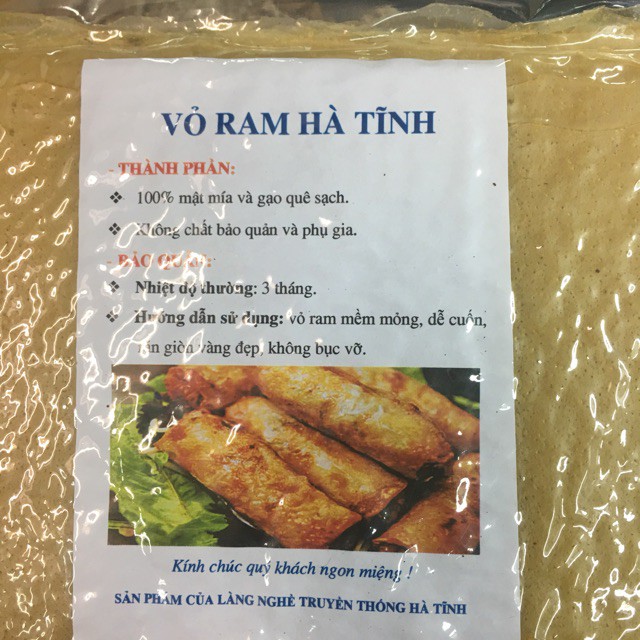 VỎ RAM HÀ TĨNH
- THÀNH PHẦN:
❖ 100% mật mía và gạo quê sạch.
❖ Không chất bảo quản và phụ gia.
- BẢO QUẢN:
❖ Nhiệt độ thường: 3 tháng.
❖ Hướng dẫn sử dụng: vỏ ram mềm mỏng, dễ cuốn,
rán giòn vàng đẹp, không bục vỡ.
Kính chúc quý khách ngon miệng !
SẢN PHẨM CỦA LÀNG NGHỀ TRUYỀN THỐNG HÀ TĨNH